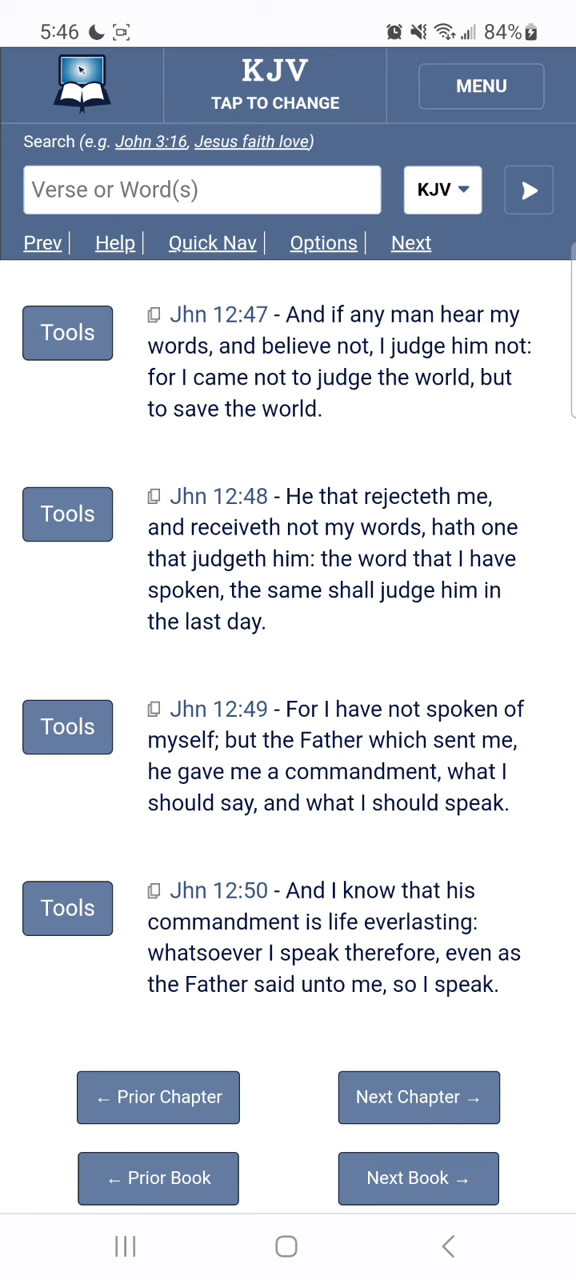 5:46 84%
KJV
TAP TO CHANGE
MENU
Search (e.g. John 3:16, Jesus faith love)
Verse or Word(s)
KJV
Prev Help Quick Nav Options Next
Tools
Jhn 12:47 - And if any man hear my
words, and believe not, I judge him not:
for I came not to judge the world, but
to save the world.
Tools
Jhn 12:48 - He that rejecteth me,
and receiveth not my words, hath one
that judgeth him: the word that I have
spoken, the same shall judge him in
the last day.
Tools
Jhn 12:49 - For I have not spoken of
myself; but the Father which sent me,
he gave me a commandment, what I
should say, and what I should speak.
Tools
Jhn 12:50 - And I know that his
commandment is life everlasting:
whatsoever I speak therefore, even as
the Father said unto me, so I speak.
← Prior Chapter
Next Chapter →
← Prior Book
Next Book →